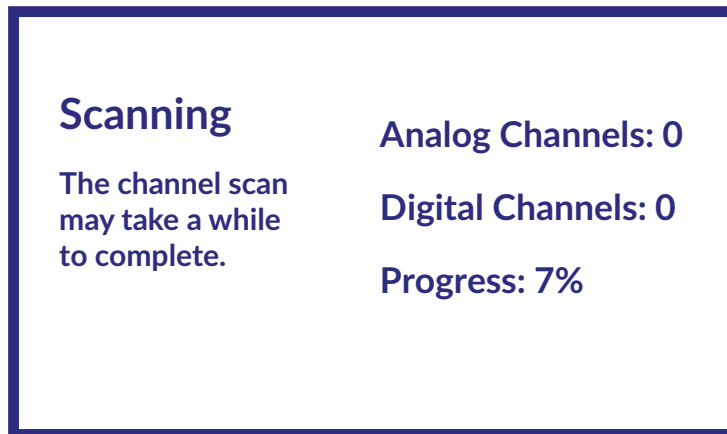 Scanning
The channel scan
may take a while
to complete.
Analog Channels: 0
Digital Channels: 0
Progress: 7%